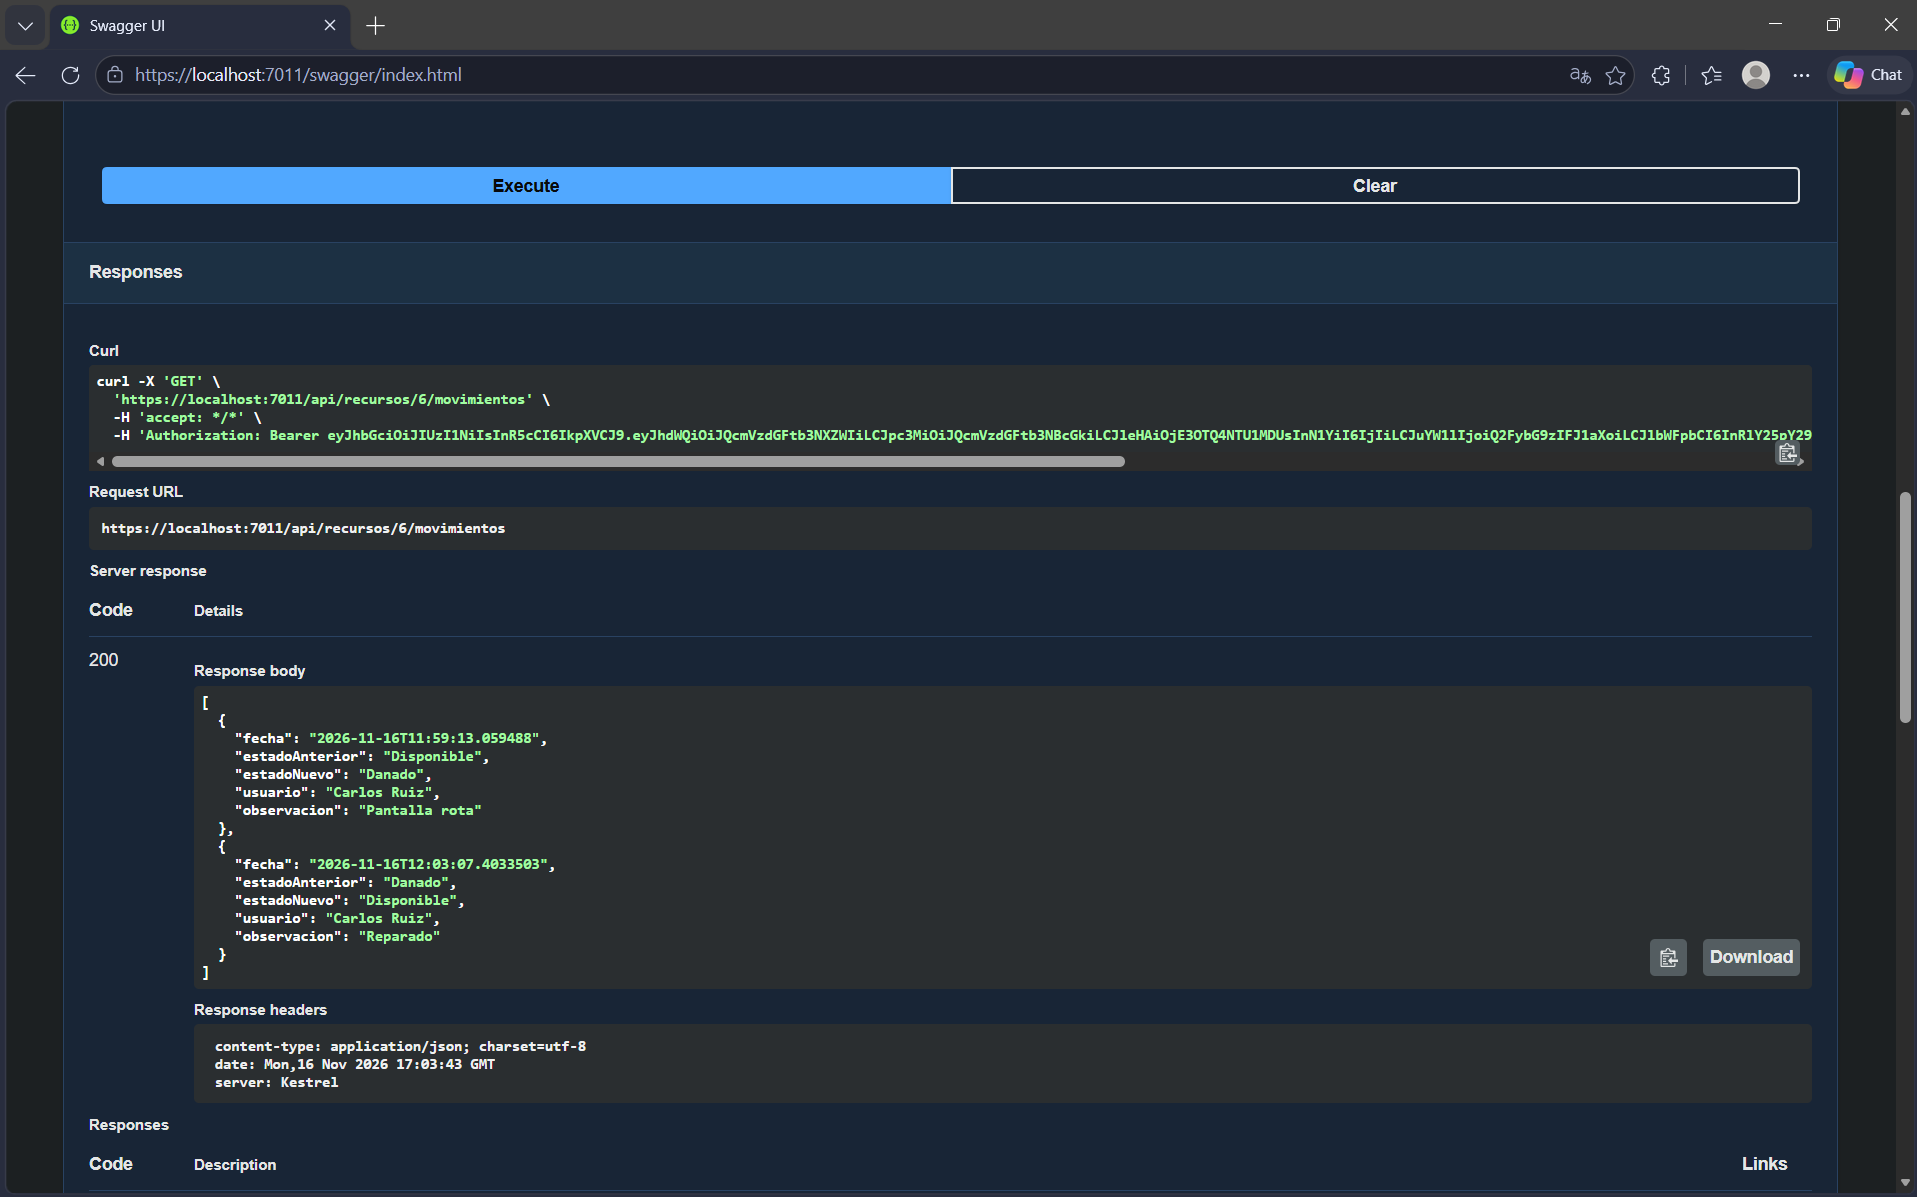 Swagger UI
https://localhost:7011/swagger/index.html
Chat
Execute
Clear
Responses
Curl
curl -X 'GET' \
'https://localhost:7011/api/recursos/6/movimientos' \
-H 'accept: */*' \
-H 'Authorization: Bearer eyJhbGciOiJIUzI1NiIsInR5cCI6IkpXVCJ9.eyJhdWQiOiJQcmVzdGFtb3NXZWIiLCJpc3MiOiJQcmVzdGFtb3NBcGkiLCJleHAiOjE3OTQ4NTU1MDUsInN1YiI6IjIiLCJuYW1lIjoiQ2FybG9zIFJ1aXoiLCJlbWFpbCI6InRlY25pY29
Request URL
https://localhost:7011/api/recursos/6/movimientos
Server response
Code
Details
200
Response body
[
{
"fecha": "2026-11-16T11:59:13.059488",
"estadoAnterior": "Disponible",
"estadoNuevo": "Danado",
"usuario": "Carlos Ruiz",
"observacion": "Pantalla rota"
},
{
"fecha": "2026-11-16T12:03:07.4033503",
"estadoAnterior": "Danado",
"estadoNuevo": "Disponible",
"usuario": "Carlos Ruiz",
"observacion": "Reparado"
}
]
Download
Response headers
content-type: application/json; charset=utf-8
date: Mon,16 Nov 2026 17:03:43 GMT
server: Kestrel
Responses
Code
Description
Links